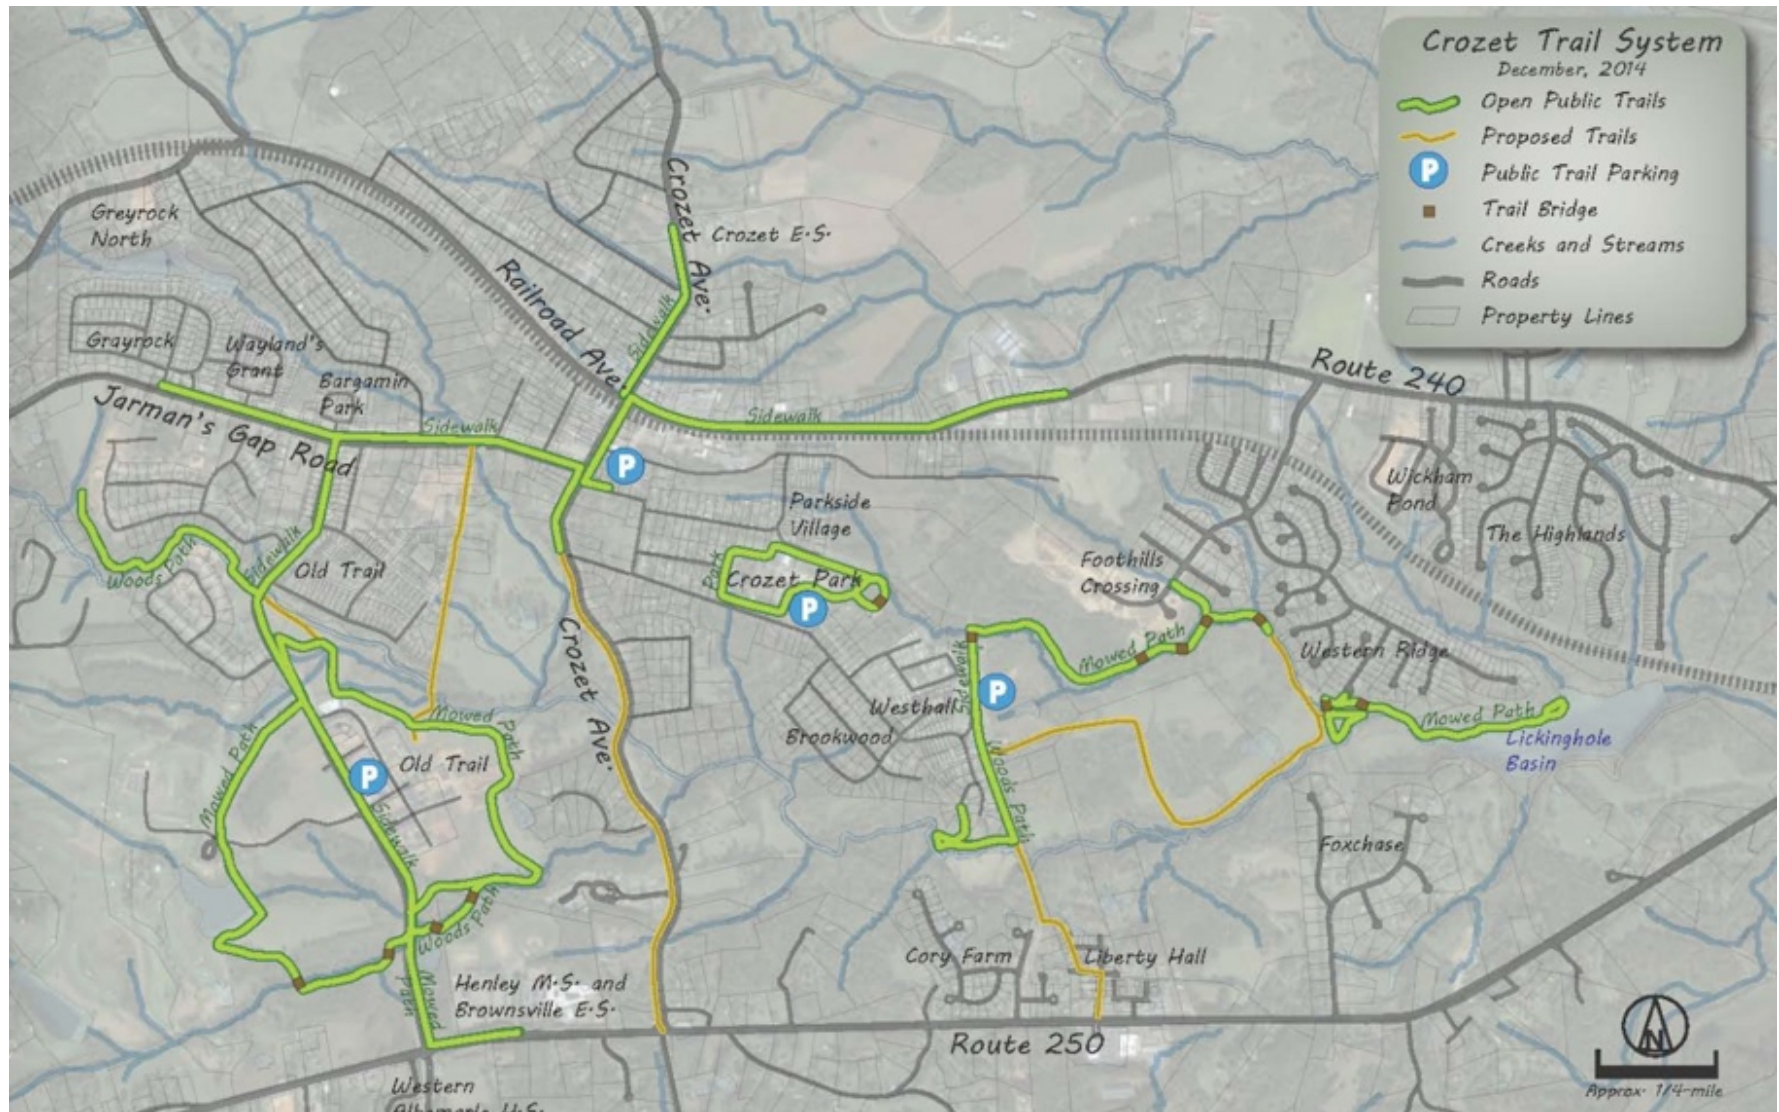 Crozet Trail System
December, 2014
Open Public Trails
Proposed Trails
P
Public Trail Parking
Trail Bridge
Creeks and Streams
Roads
Property Lines
Greyrock
North
Crozet Ave.
Crozet E.S.
Railroad Ave.
Sidewalk
Grayrock
Wayland's
Grant
Bargamin
Park
Jarman's Gap Road
Sidewalk
Sidewalk
Route 240
P
Wickham
Pond
The Highlands
Parkside
Village
Woods Path
Sidewalk
Old Trail
Park
Crozet Park
P
Foothills
Crossing
Mowed Path
Western Ridge
Crozet Ave.
Sidewalk
P
Westhall
Brookwood
Mowed Path
Mowed Path
Mowed Path
Lickinghole
Basin
P
Old Trail
Sidewalk
Woods Path
Foxchase
Woods Path
Mowed
Path
Henley M.S. and
Brownsville E.S.
Cory Farm
Liberty Hall
Route 250
N
Approx. 1/4-mile
Western
Albemarle H.S.